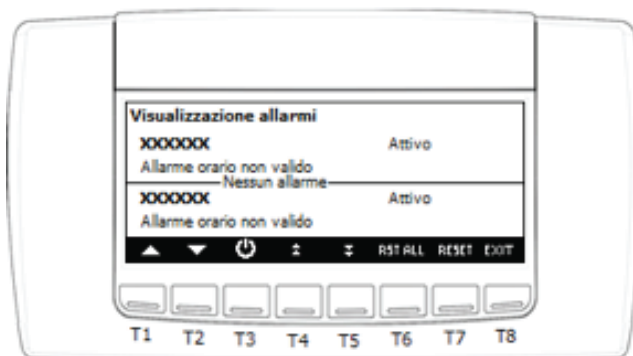 Visualizzazione allarmi
XXXXXX Attivo
Allarme orario non valido
Nessun allarme
XXXXXX Attivo
Allarme orario non valido
RST ALL RESET EXIT
T1 T2 T3 T4 T5 T6 T7 T8